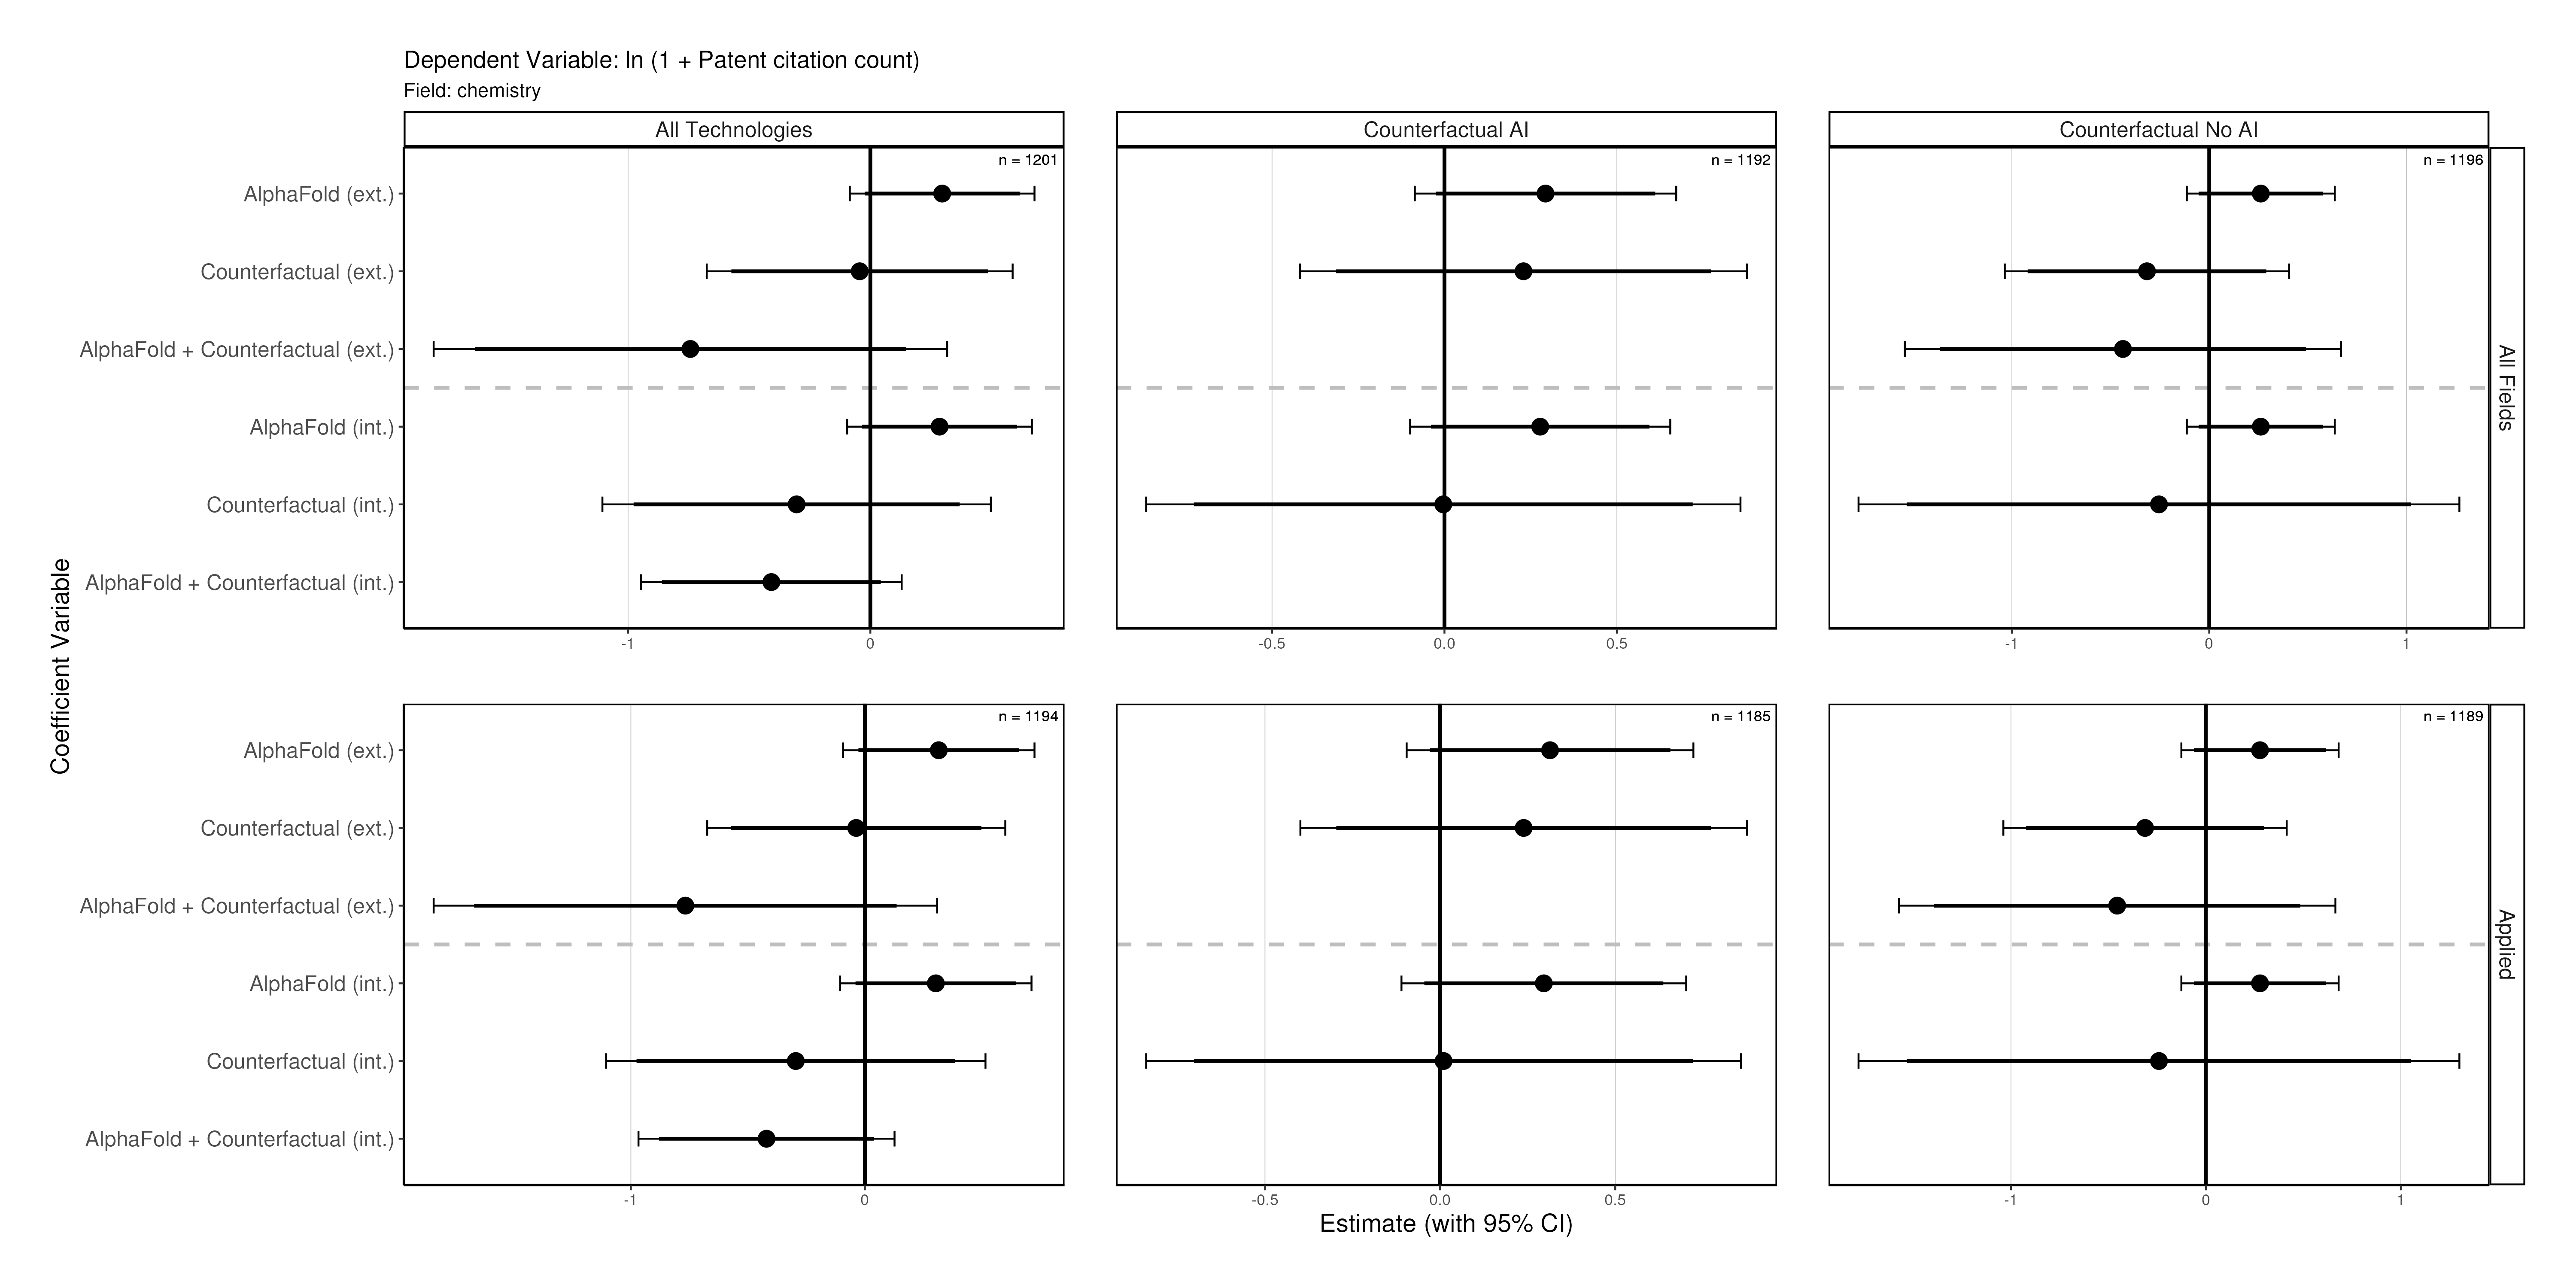 Dependent Variable: ln (1 + Patent citation count)
Field: chemistry
All Technologies
Counterfactual AI
Counterfactual No AI
n = 1201
n = 1192
n = 1196
AlphaFold (ext.)
Counterfactual (ext.)
AlphaFold + Counterfactual (ext.)
AlphaFold (int.)
Counterfactual (int.)
AlphaFold + Counterfactual (int.)
All Fields
-1
0
-0.5
0.0
0.5
-1
0
1
Coefficient Variable
n = 1194
n = 1185
n = 1189
AlphaFold (ext.)
Counterfactual (ext.)
AlphaFold + Counterfactual (ext.)
AlphaFold (int.)
Counterfactual (int.)
AlphaFold + Counterfactual (int.)
Applied
-1
0
-0.5
0.0
0.5
-1
0
1
Estimate (with 95% CI)